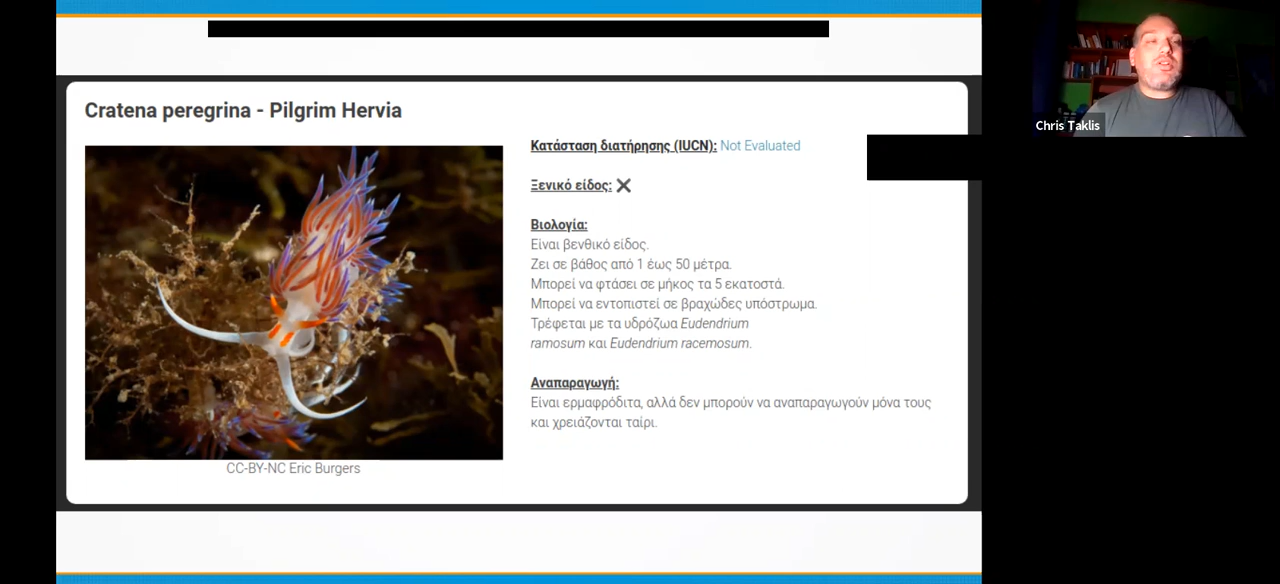 Cratena peregrina - Pilgrim Hervia
Κατάσταση διατήρησης (IUCN): Not Evaluated
Ξενικό είδος: ✕
Βιολογία:
Είναι βενθικό είδος.
Ζει σε βάθος από 1 έως 50 μέτρα.
Μπορεί να φτάσει σε μήκος τα 5 εκατοστά.
Μπορεί να εντοπιστεί σε βραχώδες υπόστρωμα.
Τρέφεται με τα υδρόζωα Eudendrium
ramosum και Eudendrium racemosum.
Αναπαραγωγή:
Είναι ερμαφρόδιτα, αλλά δεν μπορούν να αναπαραγωγούν μόνα τους
και χρειάζονται ταίρι.
CC-BY-NC Eric Burgers
Chris Taklis